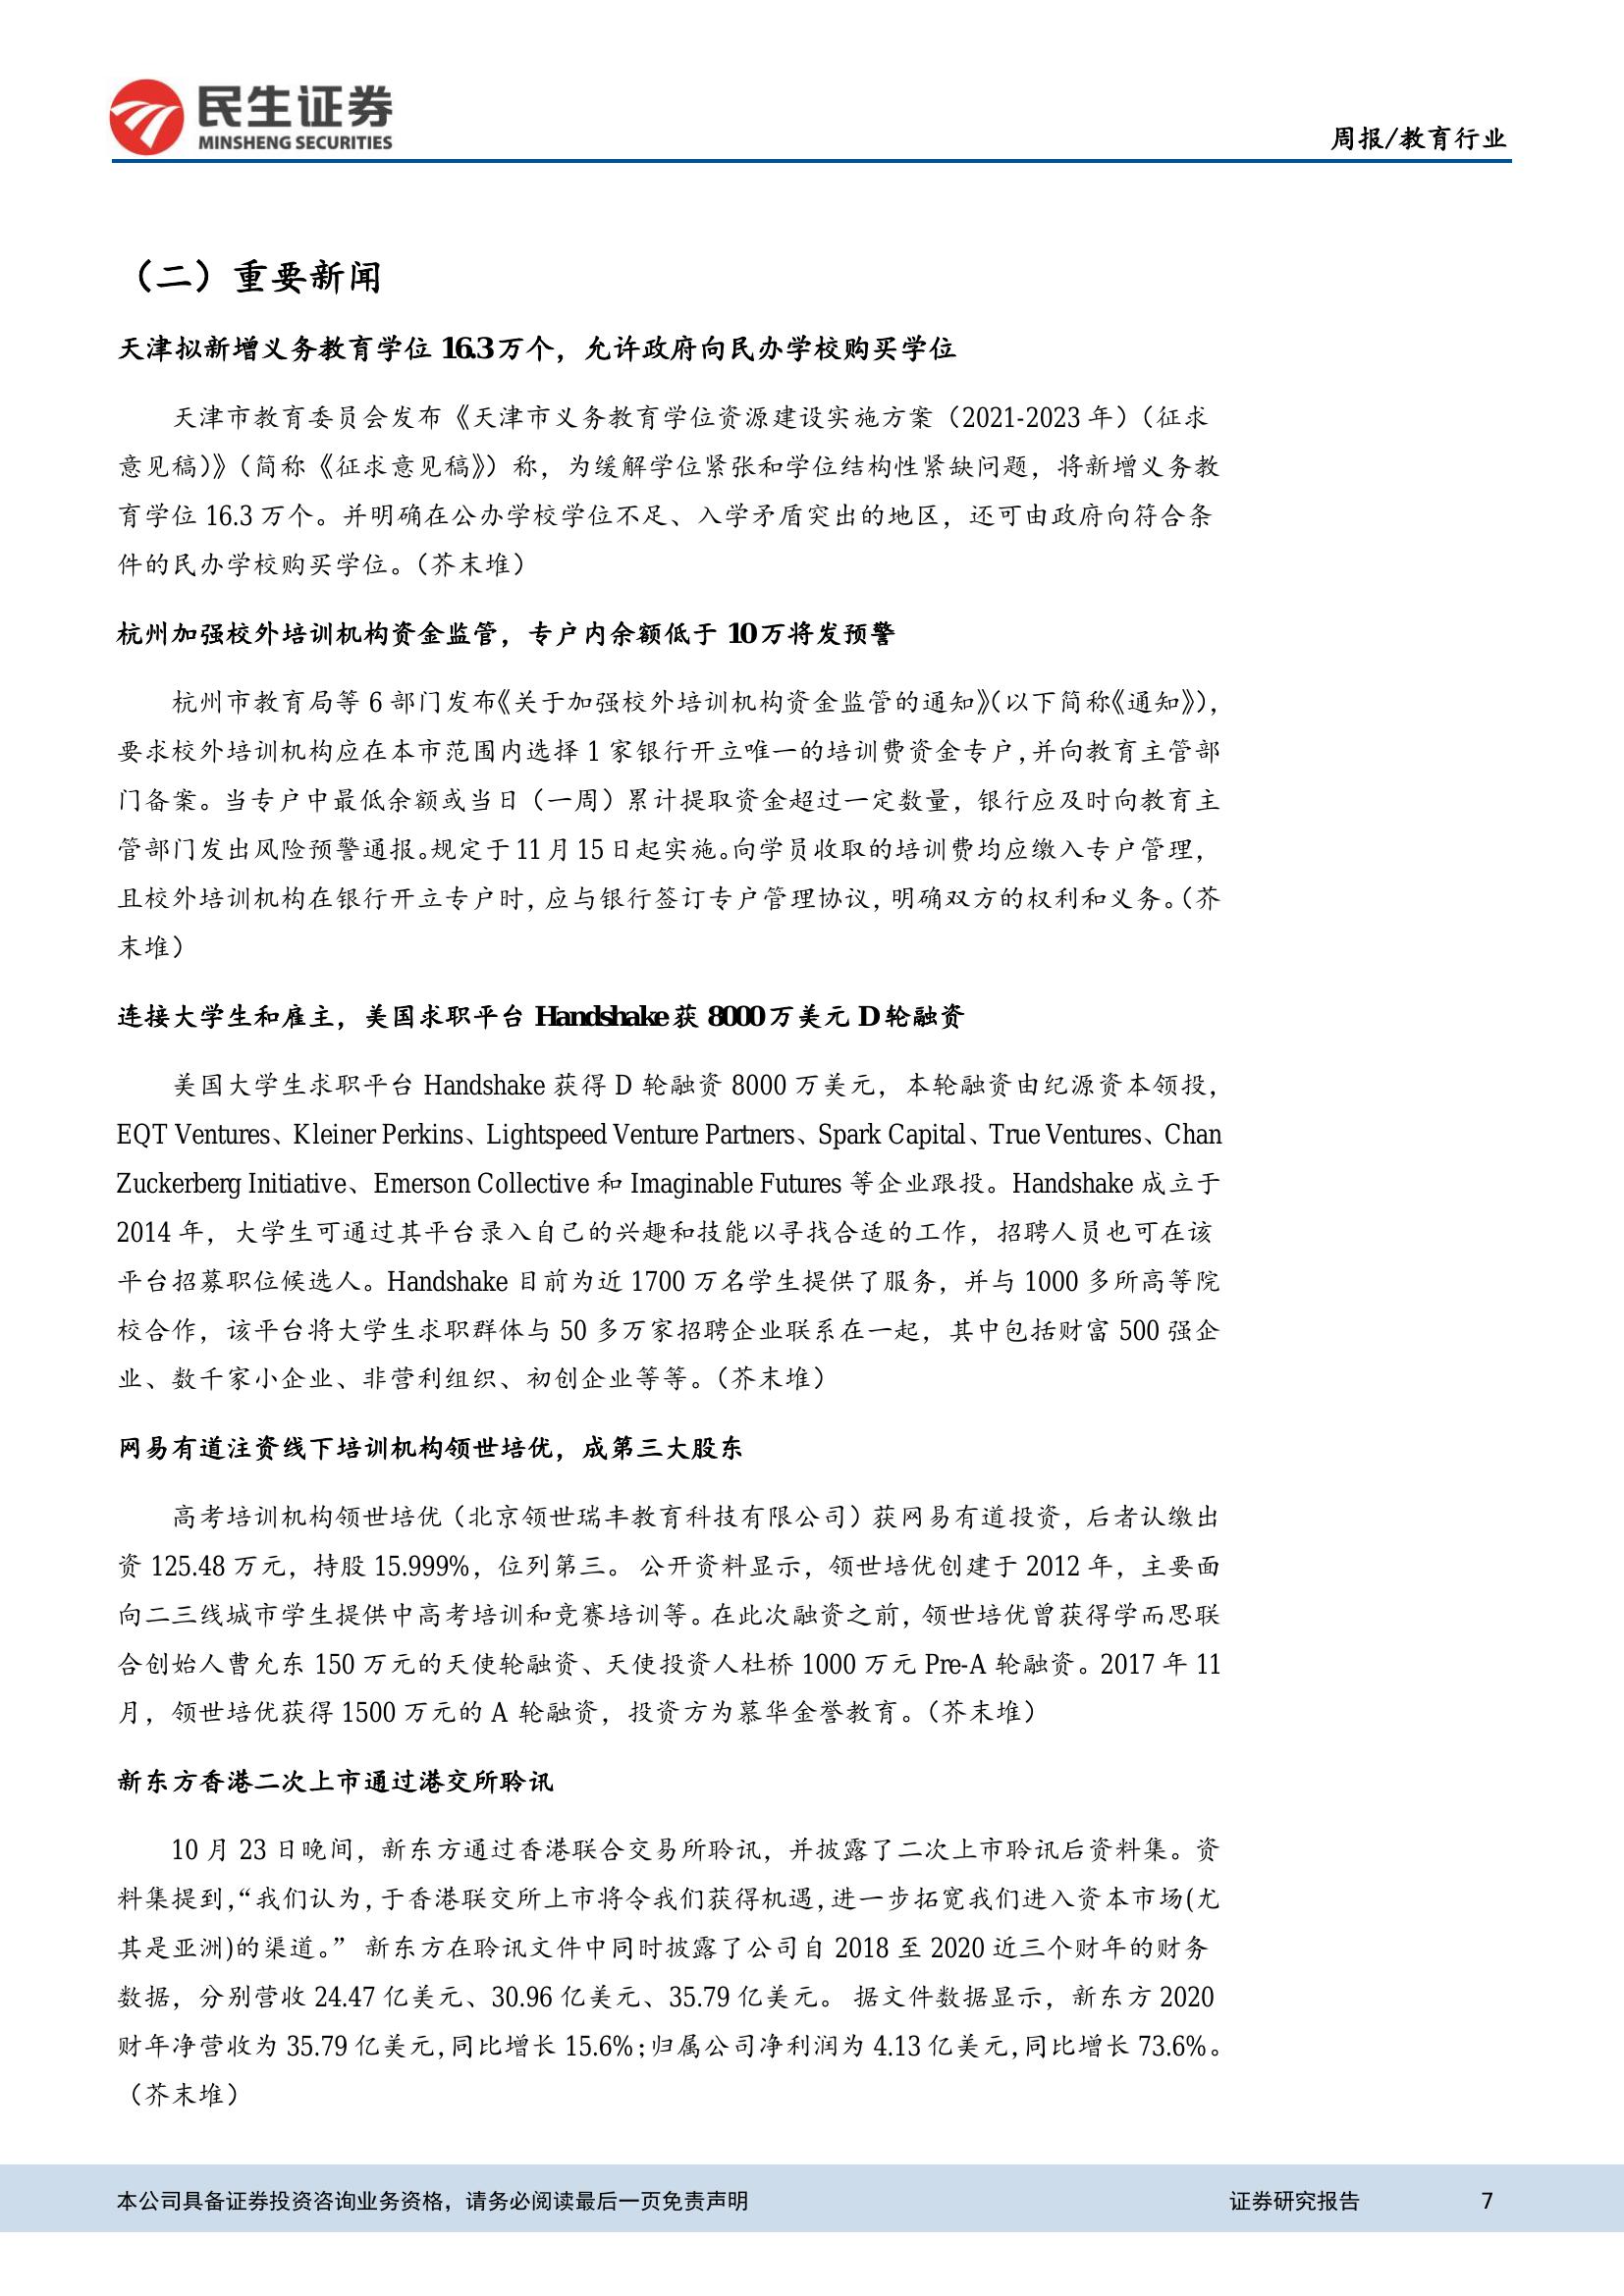 民生证券
MINSHENG SECURITIES
周报/教育行业
（二）重要新闻
天津拟新增义务教育学位 16.3 万个，允许政府向民办学校购买学位
天津市教育委员会发布《天津市义务教育学位资源建设实施方案（2021-2023 年）（征求
意见稿）》（简称《征求意见稿》）称，为缓解学位紧张和学位结构性紧缺问题，将新增义务教
育学位 16.3 万个。并明确在公办学校学位不足、入学矛盾突出的地区，还可由政府向符合条
件的民办学校购买学位。（芥末堆）
杭州加强校外培训机构资金监管，专户内余额低于 10 万将发预警
杭州市教育局等 6 部门发布《关于加强校外培训机构资金监管的通知》（以下简称《通知》），
要求校外培训机构应在本市范围内选择 1 家银行开立唯一的培训费资金专户，并向教育主管部
门备案。当专户中最低余额或当日（一周）累计提取资金超过一定数量，银行应及时向教育主
管部门发出风险预警通报。规定于 11 月 15 日起实施。向学员收取的培训费均应缴入专户管理，
且校外培训机构在银行开立专户时，应与银行签订专户管理协议，明确双方的权利和义务。（芥
末堆）
连接大学生和雇主，美国求职平台 Handshake 获 8000 万美元 D 轮融资
美国大学生求职平台 Handshake 获得 D 轮融资 8000 万美元，本轮融资由纪源资本领投，
EQT Ventures、Kleiner Perkins、Lightspeed Venture Partners、Spark Capital、True Ventures、Chan
Zuckerberg Initiative、Emerson Collective 和 Imaginable Futures 等企业跟投。Handshake 成立于
2014 年，大学生可通过其平台录入自己的兴趣和技能以寻找合适的工作，招聘人员也可在该
平台招募职位候选人。Handshake 目前为近 1700 万名学生提供了服务，并与 1000 多所高等院
校合作，该平台将大学生求职群体与 50 多万家招聘企业联系在一起，其中包括财富 500 强企
业、数千家小企业、非营利组织、初创企业等等。（芥末堆）
网易有道注资线下培训机构领世培优，成第三大股东
高考培训机构领世培优（北京领世瑞丰教育科技有限公司）获网易有道投资，后者认缴出
资 125.48 万元，持股 15.999%，位列第三。 公开资料显示，领世培优创建于 2012 年，主要面
向二三线城市学生提供中高考培训和竞赛培训等。在此次融资之前，领世培优曾获得学而思联
合创始人曹允东 150 万元的天使轮融资、天使投资人杜桥 1000 万元 Pre-A 轮融资。2017 年 11
月，领世培优获得 1500 万元的 A 轮融资，投资方为慕华金誉教育。（芥末堆）
新东方香港二次上市通过港交所聆讯
10 月 23 日晚间，新东方通过香港联合交易所聆讯，并披露了二次上市聆讯后资料集。资
料集提到，“我们认为，于香港联交所上市将令我们获得机遇，进一步拓宽我们进入资本市场(尤
其是亚洲)的渠道。” 新东方在聆讯文件中同时披露了公司自 2018 至 2020 近三个财年的财务
数据，分别营收 24.47 亿美元、30.96 亿美元、35.79 亿美元。 据文件数据显示，新东方 2020
财年净营收为 35.79 亿美元，同比增长 15.6%；归属公司净利润为 4.13 亿美元，同比增长 73.6%。
（芥末堆）
本公司具备证券投资咨询业务资格，请务必阅读最后一页免责声明
证券研究报告
7